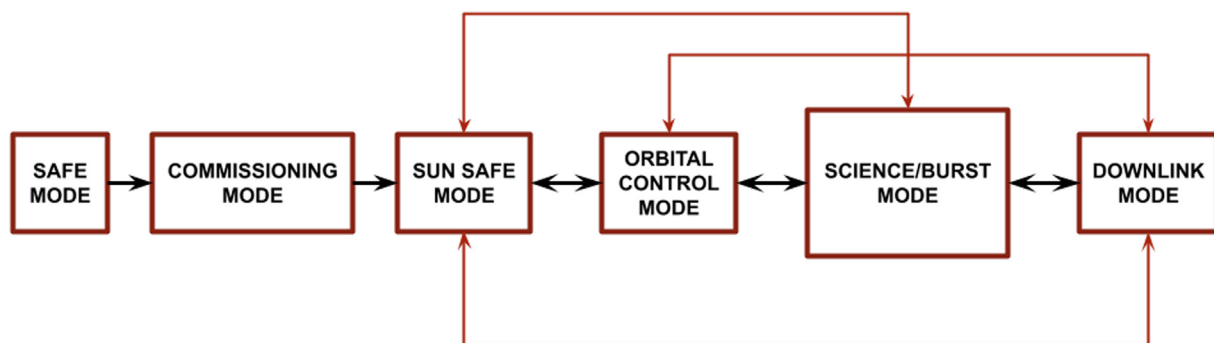 SAFE
MODE
COMMISSIONING
MODE
SUN SAFE
MODE
ORBITAL
CONTROL
MODE
SCIENCE/BURST
MODE
DOWNLINK
MODE